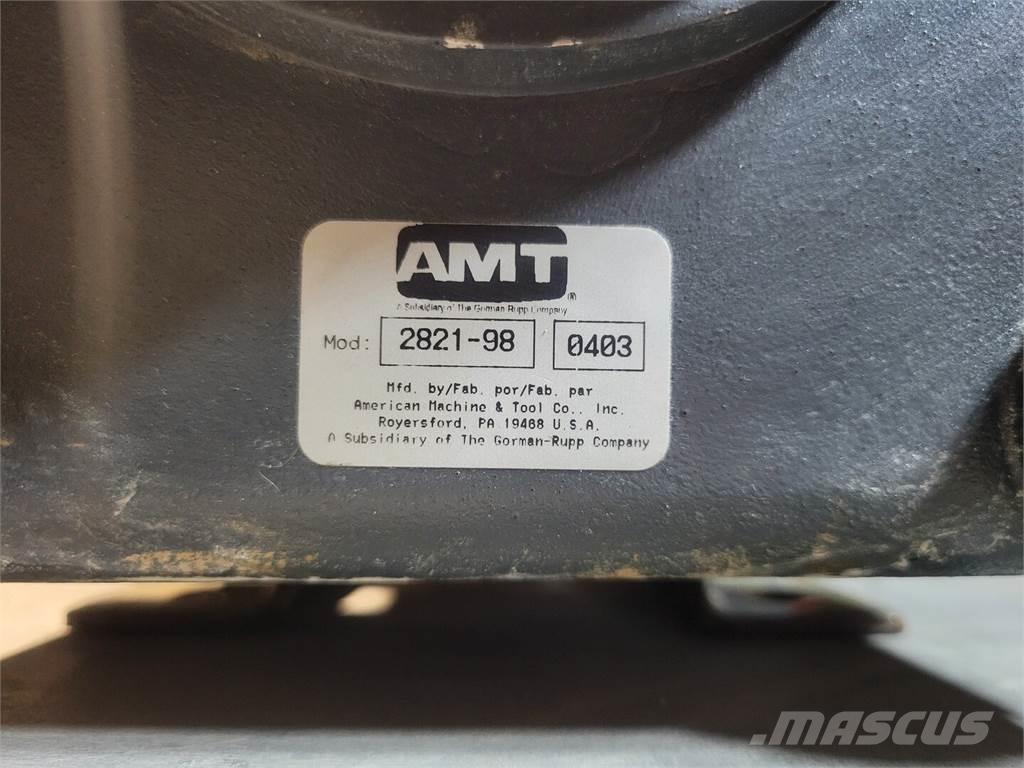 AMT
®
A Subsidiary of The Gorman Rupp Company
Mod: 2821-98 0403
Mfd. by/Fab. por/Fab. par
American Machine & Tool Co., Inc.
Royersford, PA 19468 U.S.A.
A Subsidiary of The Gorman-Rupp Company
MASCUS